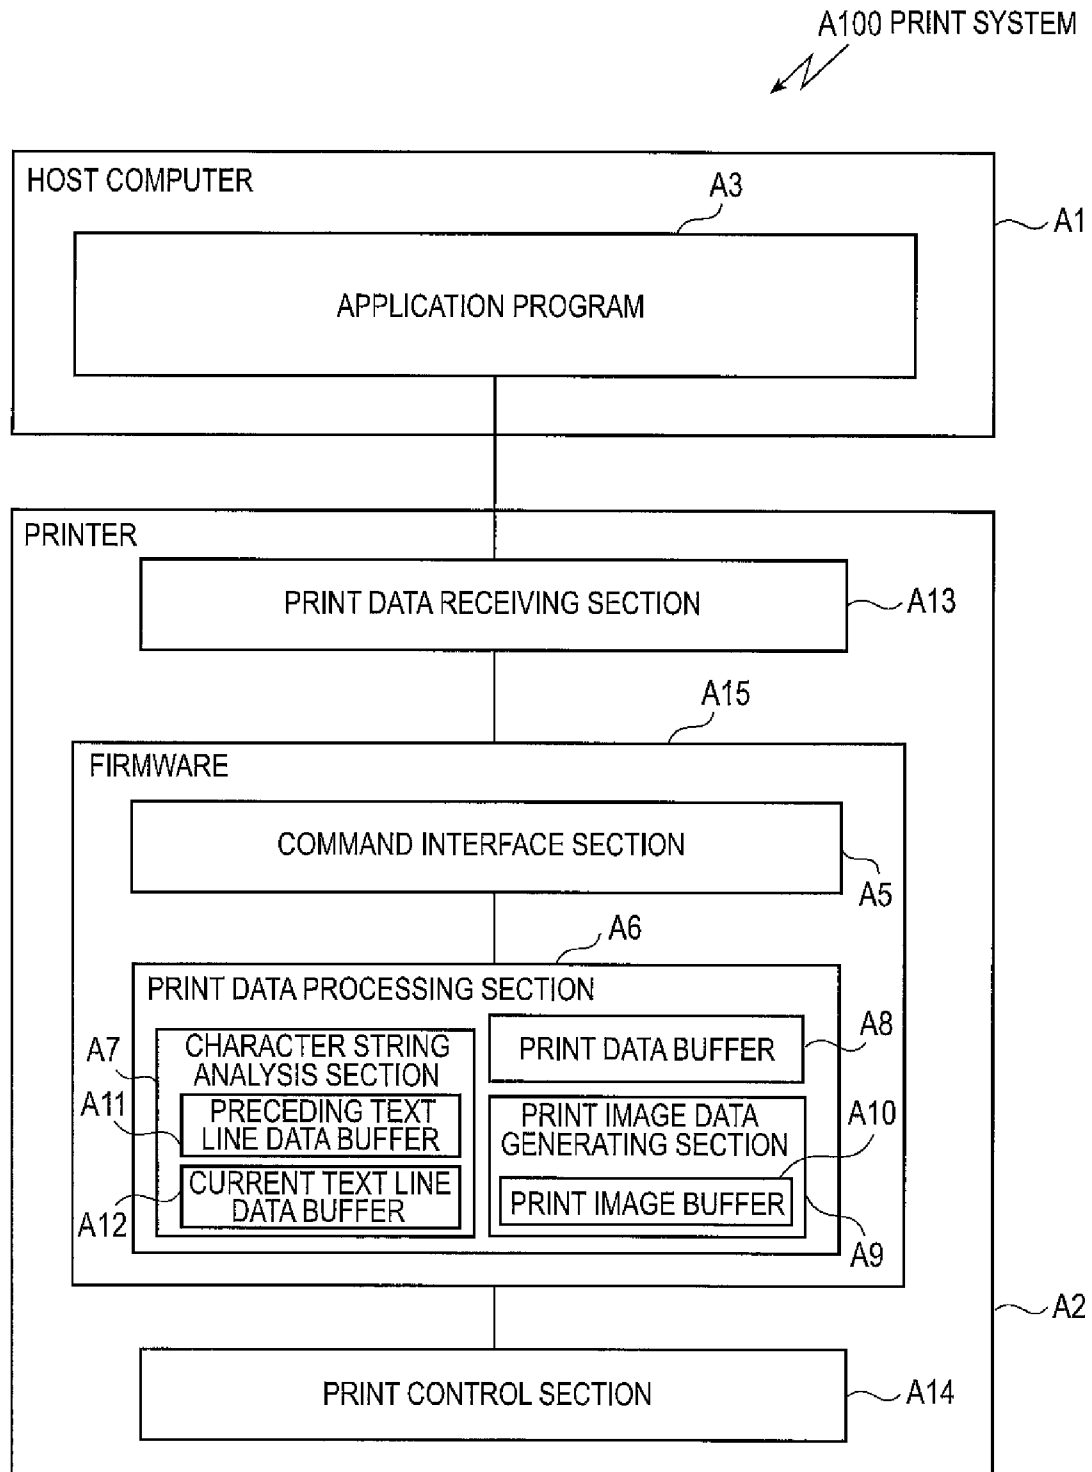 A100 PRINT SYSTEM
HOST COMPUTER
A3
A1
APPLICATION PROGRAM
PRINTER
PRINT DATA RECEIVING SECTION
A13
A15
FIRMWARE
COMMAND INTERFACE SECTION
A5
A6
PRINT DATA PROCESSING SECTION
A7
CHARACTER STRING
ANALYSIS SECTION
A11
PRECEDING TEXT
LINE DATA BUFFER
CURRENT TEXT LINE
DATA BUFFER
A12
PRINT DATA BUFFER
A8
PRINT IMAGE DATA
GENERATING SECTION
A10
PRINT IMAGE BUFFER
A9
A2
PRINT CONTROL SECTION
A14